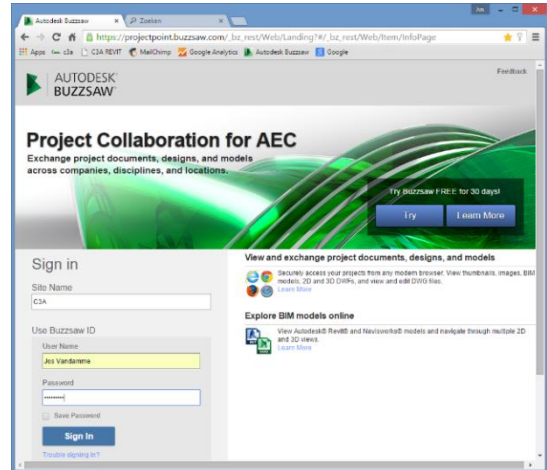 Jos
Autodesk Buzzsaw
Zoeken
https://projectpoint.buzzsaw.com/_bz_rest/Web/Landing?#/_bz_rest/Web/Item/InfoPage
Apps
c3a
C3A REVIT
MailChimp
Google Analytics
Autodesk Buzzsaw
Google
Feedback
AUTODESK®
BUZZSAW®
Project Collaboration for AEC
Exchange project documents, designs, and models
across companies, disciplines, and locations.
Try Buzzsaw FREE for 30 days!
Try
Learn More
Sign in
Site Name
C3A
Use Buzzsaw ID
User Name
Jos Vandamme
Password
Save Password
Sign In
Trouble signing in?
View and exchange project documents, designs, and models
Securely access your projects from any modern browser. View thumbnails, images, BIM
models, 2D and 3D DWFs, and view and edit DWG files.
Learn More
Explore BIM models online
View Autodesk® Revit® and Navisworks® models and navigate through multiple 2D
and 3D views.
Learn More